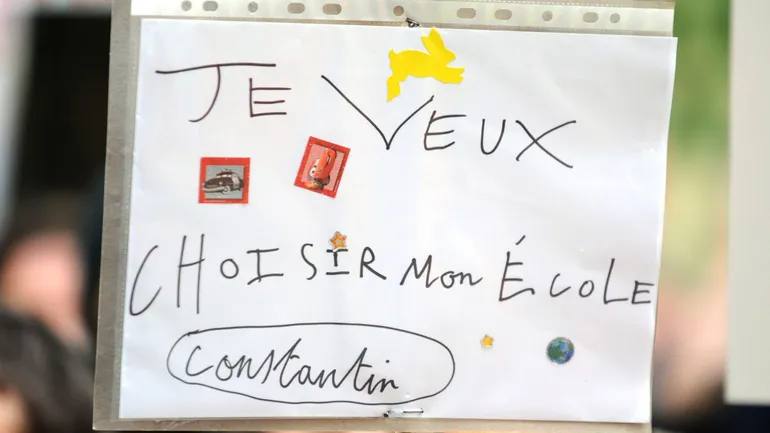 JE VEUX
CHOISIR MON ÉCOLE
Constantin